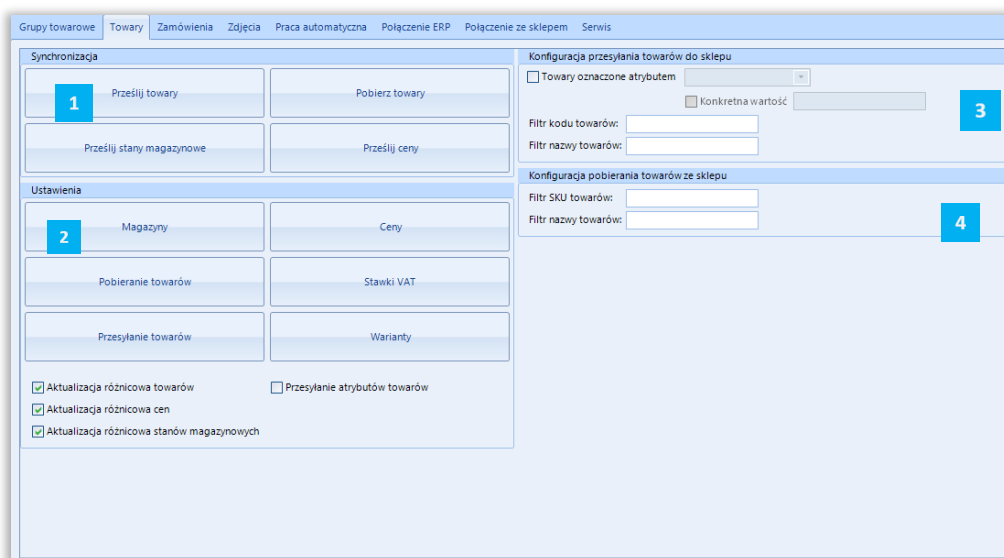 Grupy towarowe Towary Zamówienia Zdjęcia Praca automatyczna Połączenie ERP Połączenie ze sklepem Serwis
Synchronizacja
1 Prześlij towary Pobierz towary
Prześlij stany magazynowe Prześlij ceny
Ustawienia
2 Magazyny Ceny
Pobieranie towarów Stawki VAT
Przesyłanie towarów Warianty
Aktualizacja różnicowa towarów Przesyłanie atrybutów towarów
Aktualizacja różnicowa cen
Aktualizacja różnicowa stanów magazynowych
Konfiguracja przesyłania towarów do sklepu
Towary oznaczone atrybutem
Konkretna wartość
3
Filtr kodu towarów:
Filtr nazwy towarów:
Konfiguracja pobierania towarów ze sklepu
Filtr SKU towarów:
Filtr nazwy towarów:
4